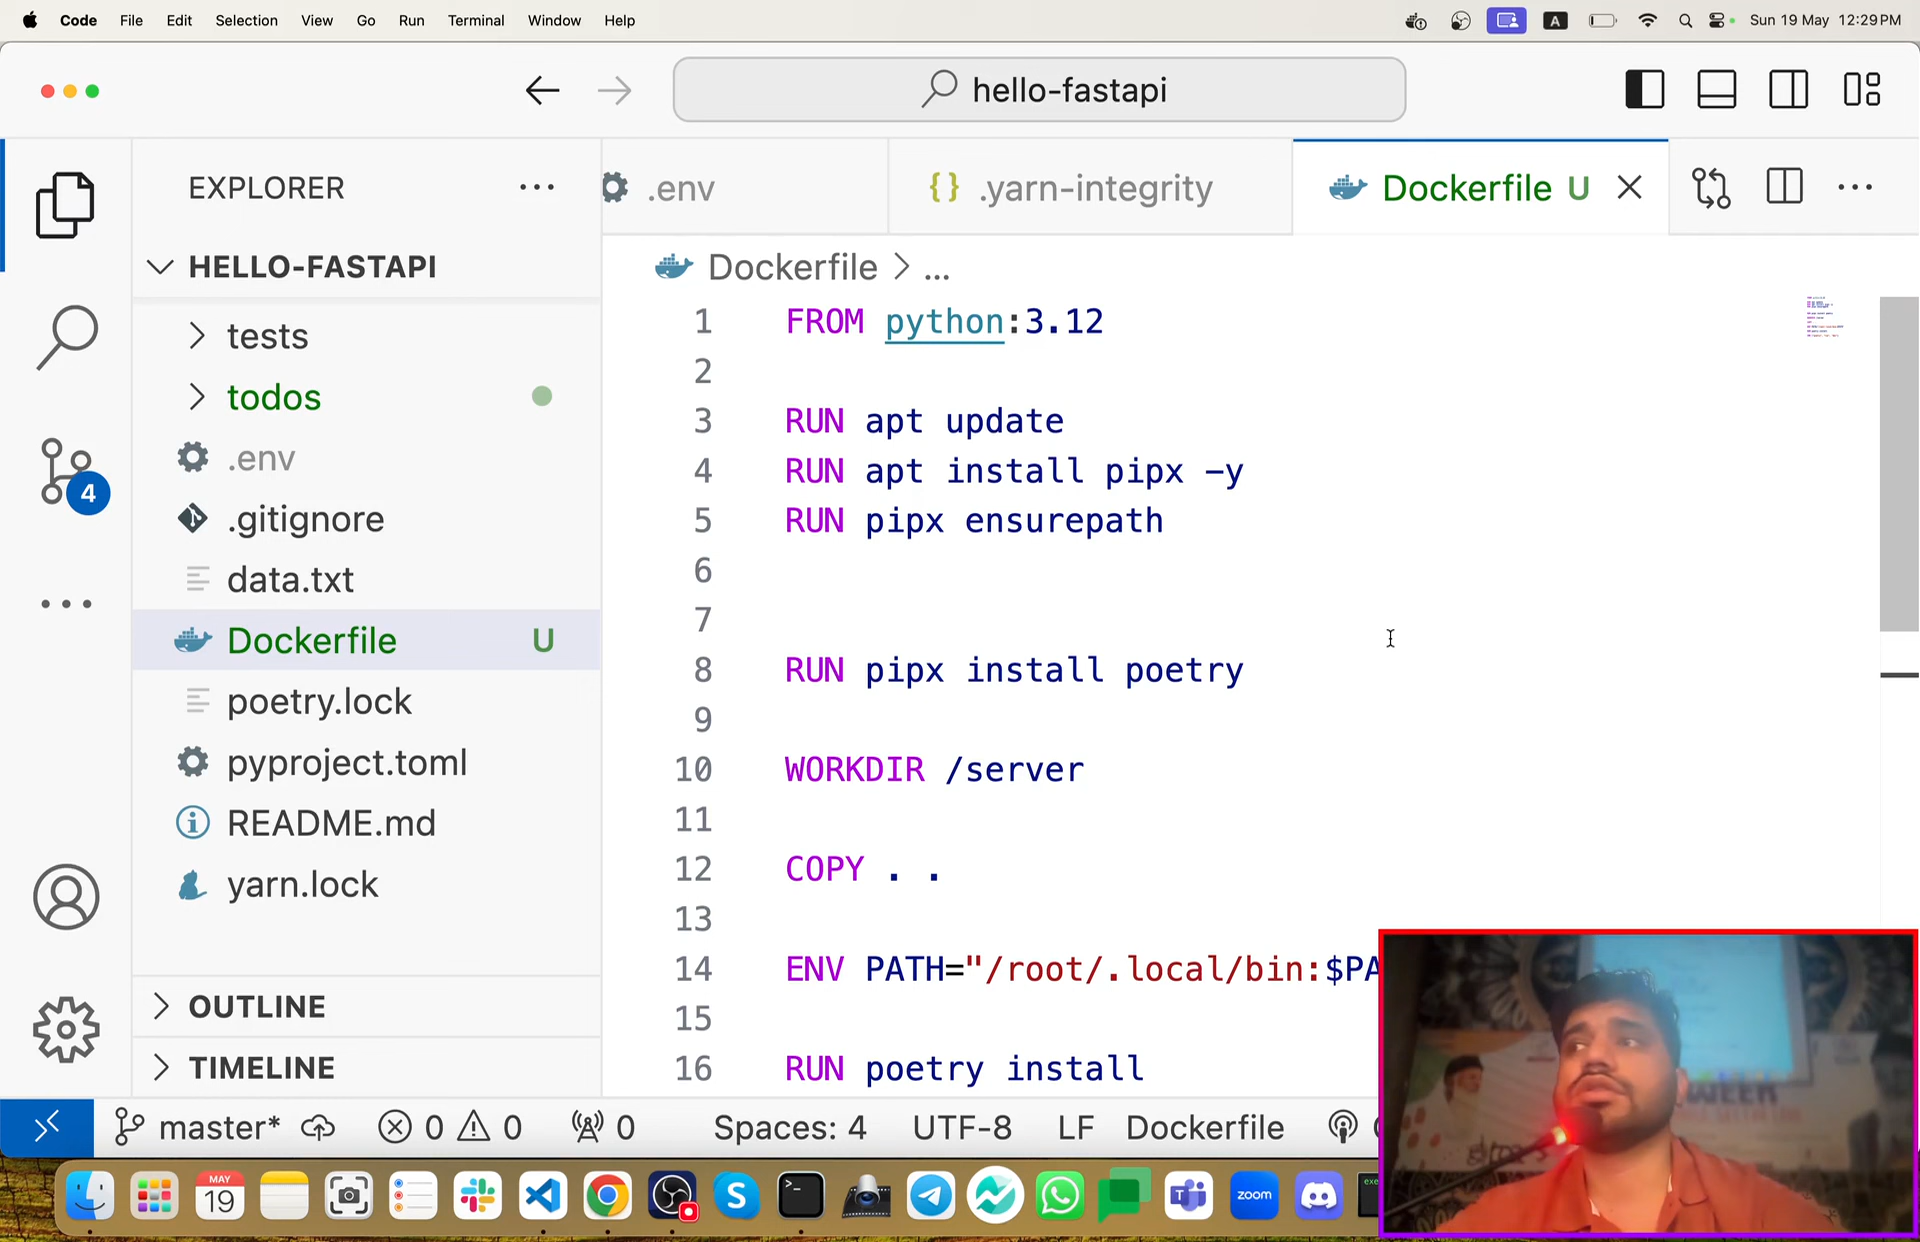 Code File Edit Selection View Go Run Terminal Window Help
A Sun 19 May 12:29 PM
hello-fastapi
EXPLORER
.env .yarn-integrity Dockerfile U
HELLO-FASTAPI
tests
todos
.env
.gitignore
data.txt
Dockerfile U
poetry.lock
pyproject.toml
README.md
yarn.lock
OUTLINE
TIMELINE
4
Dockerfile > ...
1 FROM python:3.12
2
3 RUN apt update
4 RUN apt install pipx -y
5 RUN pipx ensurepath
6
7
8 RUN pipx install poetry
9
10 WORKDIR /server
11
12 COPY . .
13
14 ENV PATH="/root/.local/bin:$PA
15
16 RUN poetry install
master* 0 0 0 Spaces: 4 UTF-8 LF Dockerfile
MAY
19
S
zoom
WEEK